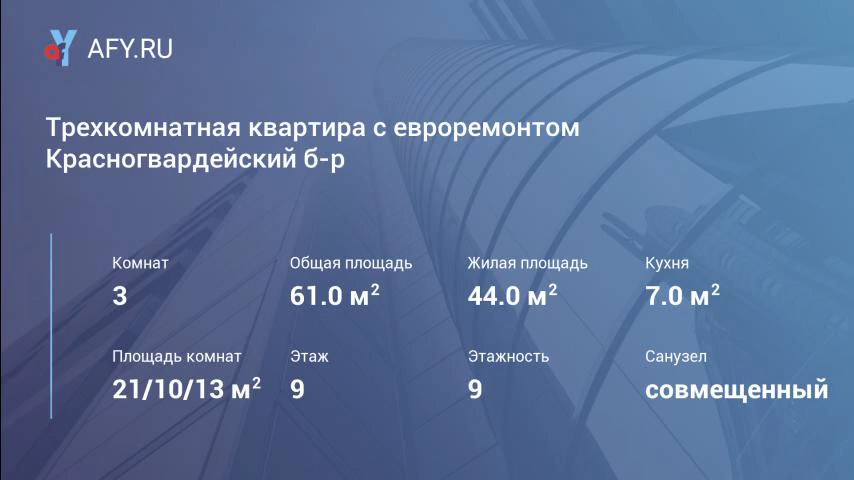 AFY.RU
Трехкомнатная квартира с евроремонтом
Красногвардейский б-р
Комнат
3
Общая площадь
61.0 м²
Жилая площадь
44.0 м²
Кухня
7.0 м²
Площадь комнат
21/10/13 м²
Этаж
9
Этажность
9
Санузел
совмещенный